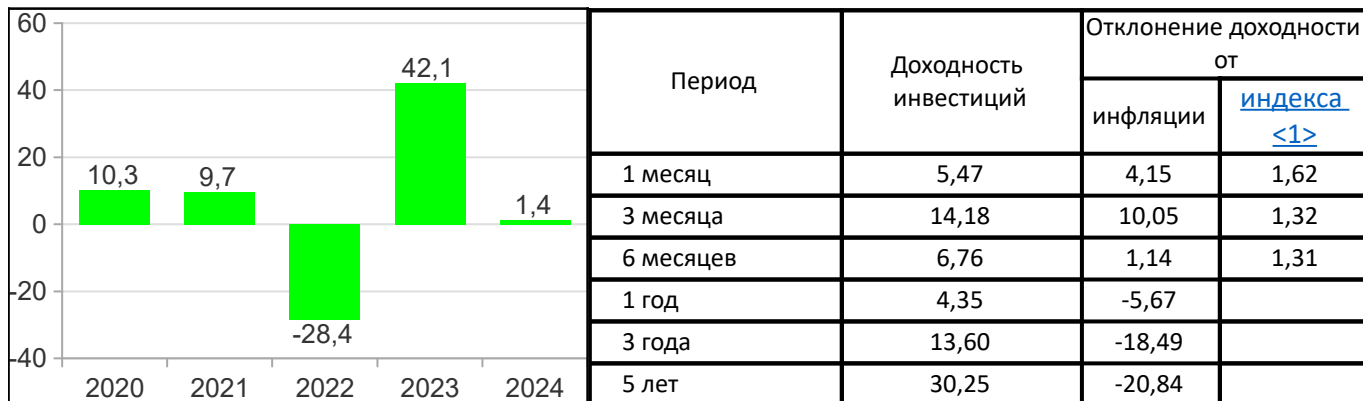 60
40
20
0
-20
-40
10,3
9,7
-28,4
42,1
1,4
2020 2021 2022 2023 2024
Период
Доходность
инвестиций
Отклонение доходности
от
инфляции
индекса
<1>
1 месяц 5,47 4,15 1,62
3 месяца 14,18 10,05 1,32
6 месяцев 6,76 1,14 1,31
1 год 4,35 -5,67
3 года 13,60 -18,49
5 лет 30,25 -20,84